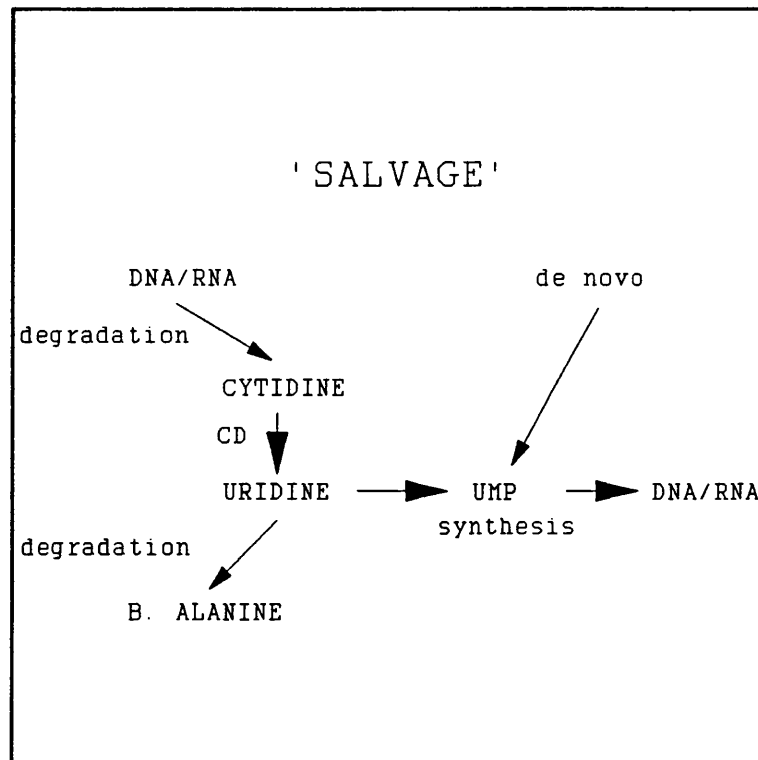 'SALVAGE'
DNA/RNA
de novo
degradation
CYTIDINE
CD
URIDINE
UMP
DNA/RNA
synthesis
degradation
B. ALANINE